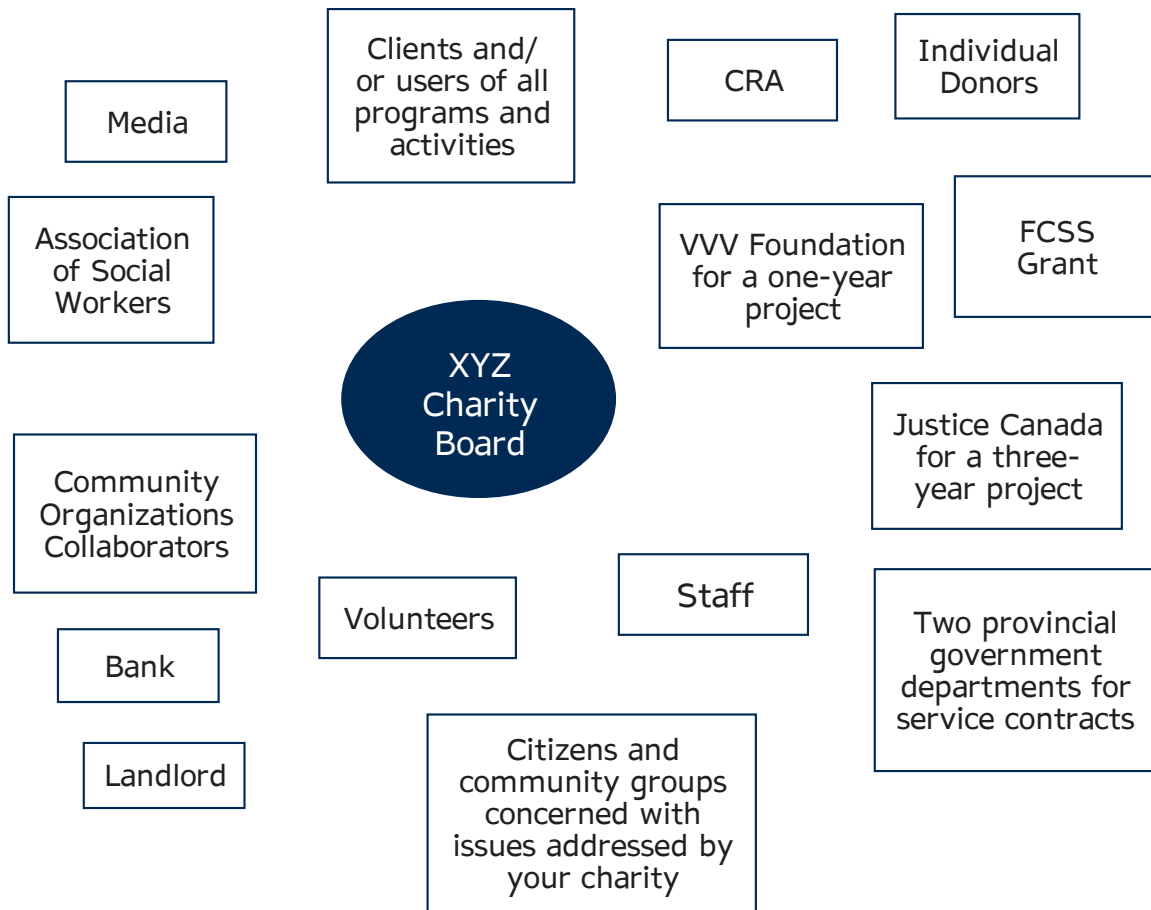 Clients and/
or users of all
programs and
activities
CRA
Individual
Donors
Media
Association
of Social
Workers
VVV Foundation
for a one-year
project
FCSS
Grant
XYZ
Charity
Board
Justice Canada
for a three-
year project
Community
Organizations
Collaborators
Volunteers
Staff
Two provincial
government
departments for
service contracts
Bank
Landlord
Citizens and
community groups
concerned with
issues addressed by
your charity